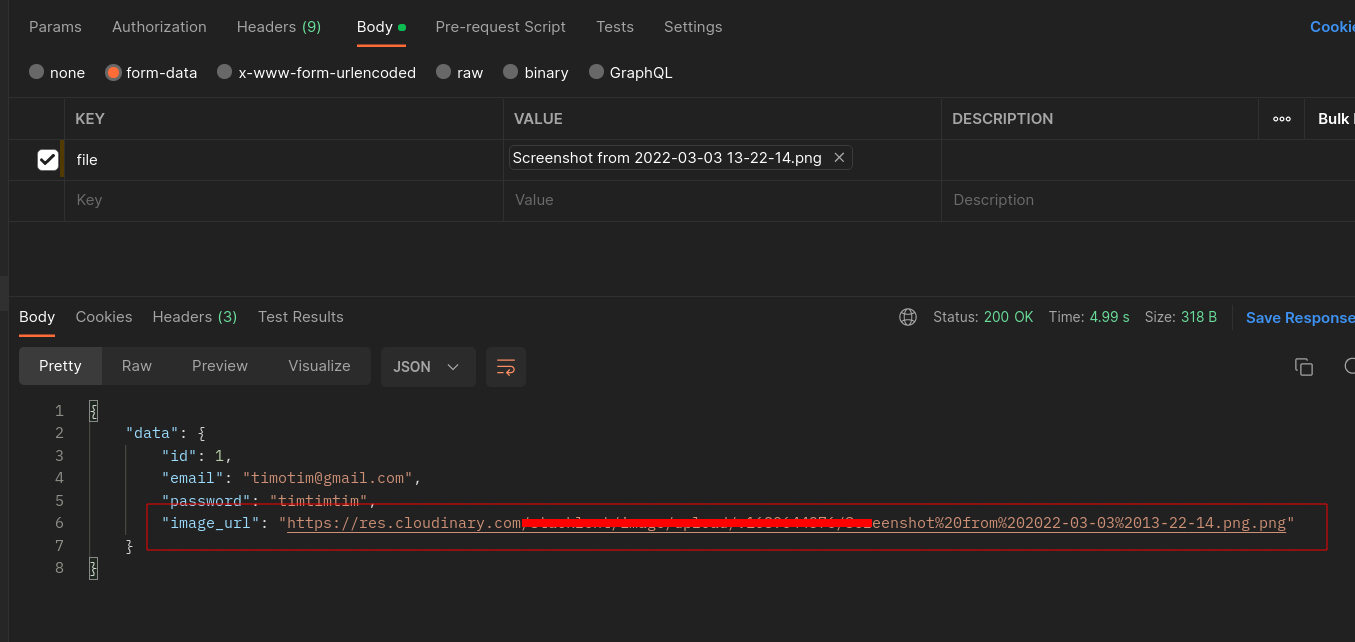 Params Authorization Headers (9) Body Pre-request Script Tests Settings Cookie
none form-data x-www-form-urlencoded raw binary GraphQL
KEY VALUE DESCRIPTION ooo Bulk
file Screenshot from 2022-03-03 13-22-14.png ×
Key Value Description
Body Cookies Headers (3) Test Results Status: 200 OK Time: 4.99 s Size: 318 B Save Response
Pretty Raw Preview Visualize JSON
1 {
2 "data": {
3 "id": 1,
4 "email": "timotim@gmail.com",
5 "password": "timtimtim",
6 "image_url": "https://res.cloudinary.com/ eenshot%20from%202022-03-03%2013-22-14.png.png"
7 }
8 }